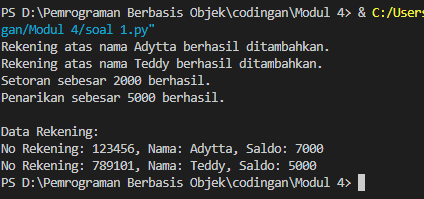 PS D:\Pemrograman Berbasis Objek\codingan\Modul 4> & C:/Users
gan/Modul 4/soal 1.py"
Rekening atas nama Adytta berhasil ditambahkan.
Rekening atas nama Teddy berhasil ditambahkan.
Setoran sebesar 2000 berhasil.
Penarikan sebesar 5000 berhasil.
Data Rekening:
No Rekening: 123456, Nama: Adytta, Saldo: 7000
No Rekening: 789101, Nama: Teddy, Saldo: 5000
PS D:\Pemrograman Berbasis Objek\codingan\Modul 4>